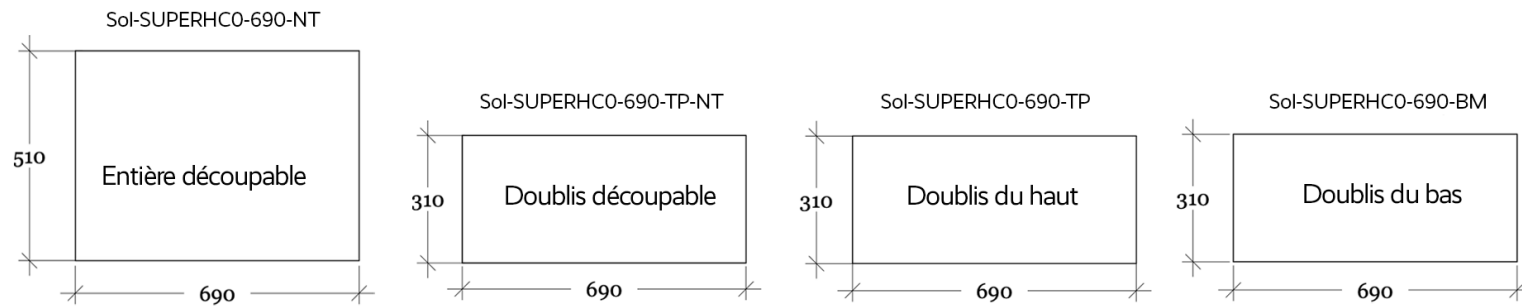 Sol-SUPERHC0-690-NT
510
Entière découpable
690
Sol-SUPERHC0-690-TP-NT
310
Doublis découpable
690
Sol-SUPERHC0-690-TP
310
Doublis du haut
690
Sol-SUPERHC0-690-BM
310
Doublis du bas
690